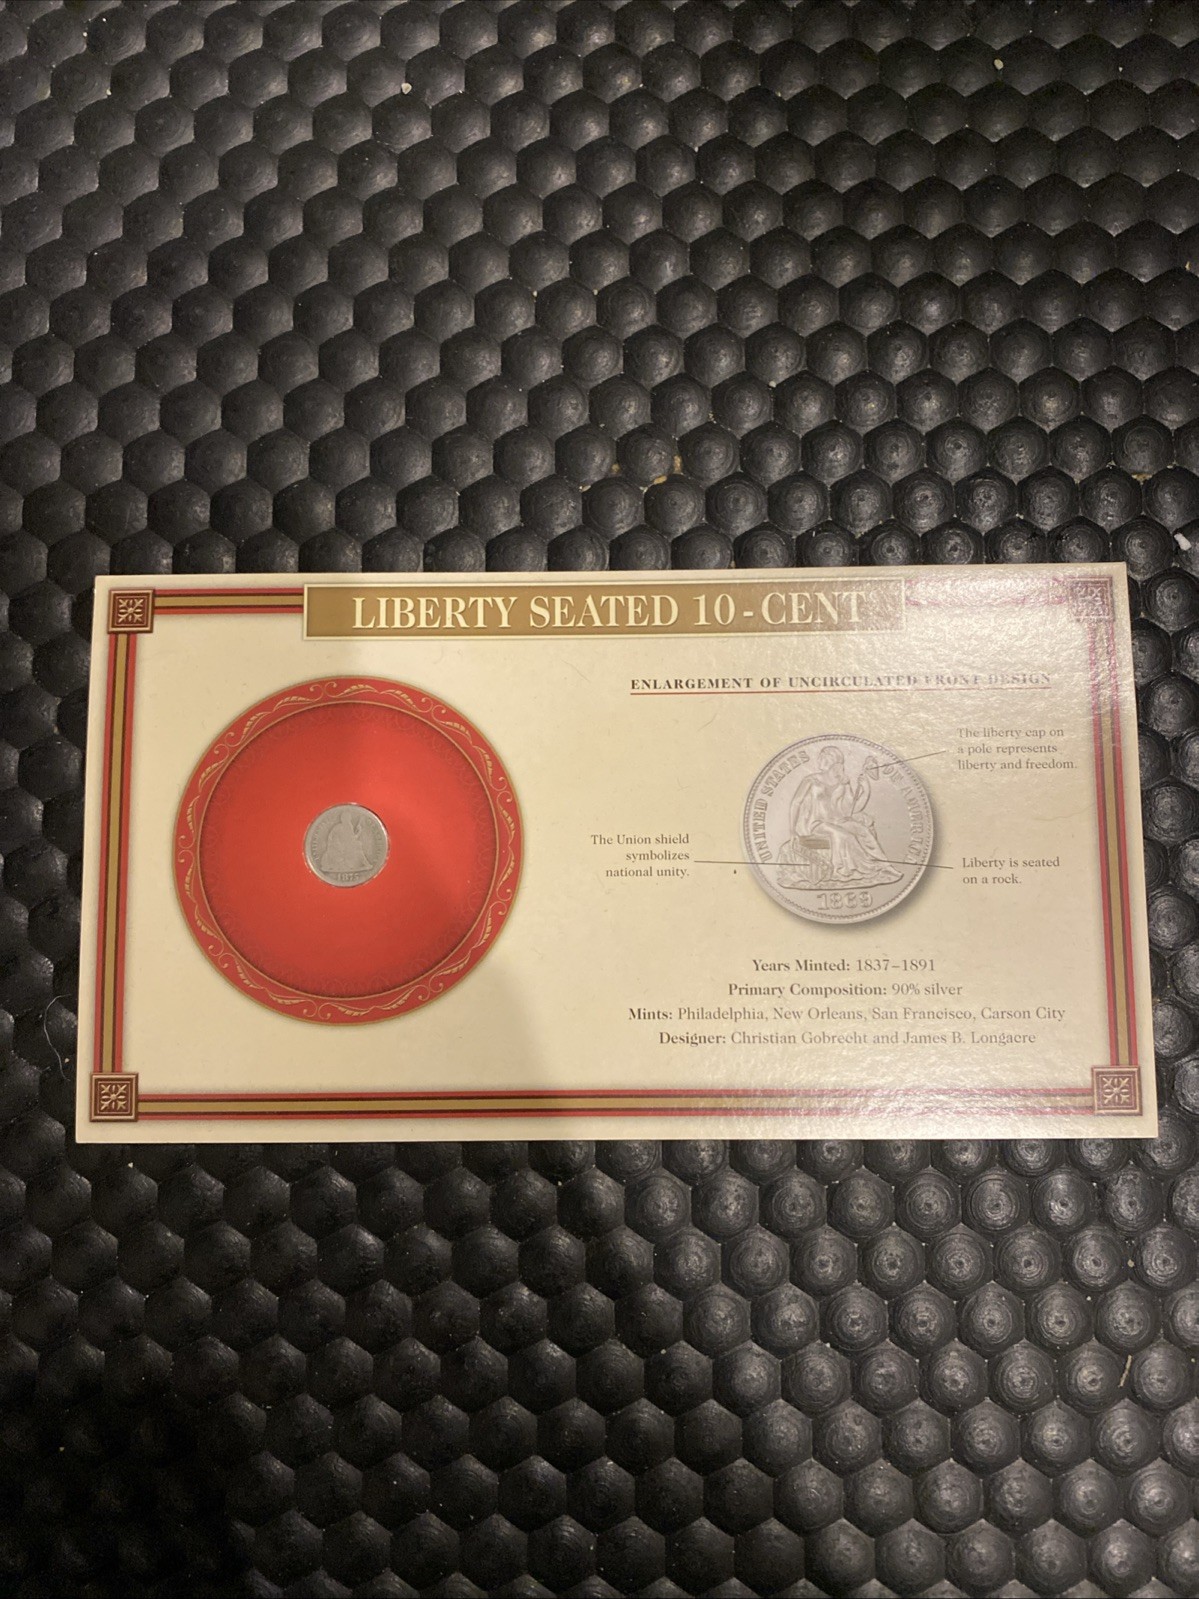 LIBERTY SEATED 10-CENT
ENLARGEMENT OF UNCIRCULATED FRONT DESIGN
The liberty cap on
a pole represents
liberty and freedom.
The Union shield
symbolizes
national unity.
Liberty is seated
on a rock.
UNITED STATES OF AMERICA
1869
Years Minted: 1837–1891
Primary Composition: 90% silver
Mints: Philadelphia, New Orleans, San Francisco, Carson City
Designer: Christian Gobrecht and James B. Longacre